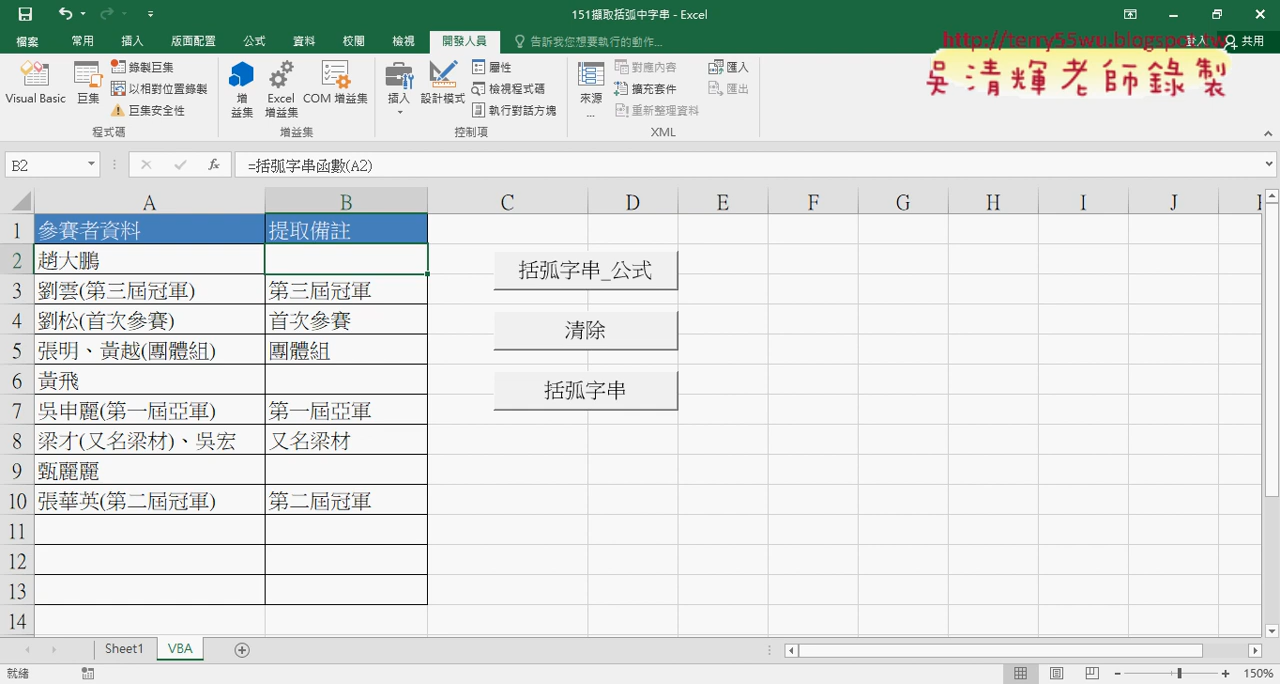 151擷取括弧中字串 - Excel
檔案 常用 插入 版面配置 公式 資料 校閱 檢視 開發人員 告訴我您想要執行的動作... 登入 共用
http://terry55wu.blogspot.tw
吳清輝老師錄製
Visual Basic 巨集 錄製巨集 以相對位置錄製 巨集安全性
增益集 Excel 增益集 COM 增益集
插入 設計模式 屬性 檢視程式碼 執行對話方塊
來源... 對應內容 擴充套件 重新整理資料 匯入 匯出
程式碼 增益集 控制項 XML
B2 fx =括弧字串函數(A2)
A B C D E F G H I J
1 參賽者資料 提取備註
2 趙大鵬
括弧字串_公式
3 劉雲(第三屆冠軍) 第三屆冠軍
4 劉松(首次參賽) 首次參賽
清除
5 張明、黃越(團體組) 團體組
6 黃飛
括弧字串
7 吳申麗(第一屆亞軍) 第一屆亞軍
8 梁才(又名梁材)、吳宏 又名梁材
9 甄麗麗
10 張華英(第二屆冠軍) 第二屆冠軍
11
12
13
14
Sheet1 VBA
就緒 150%